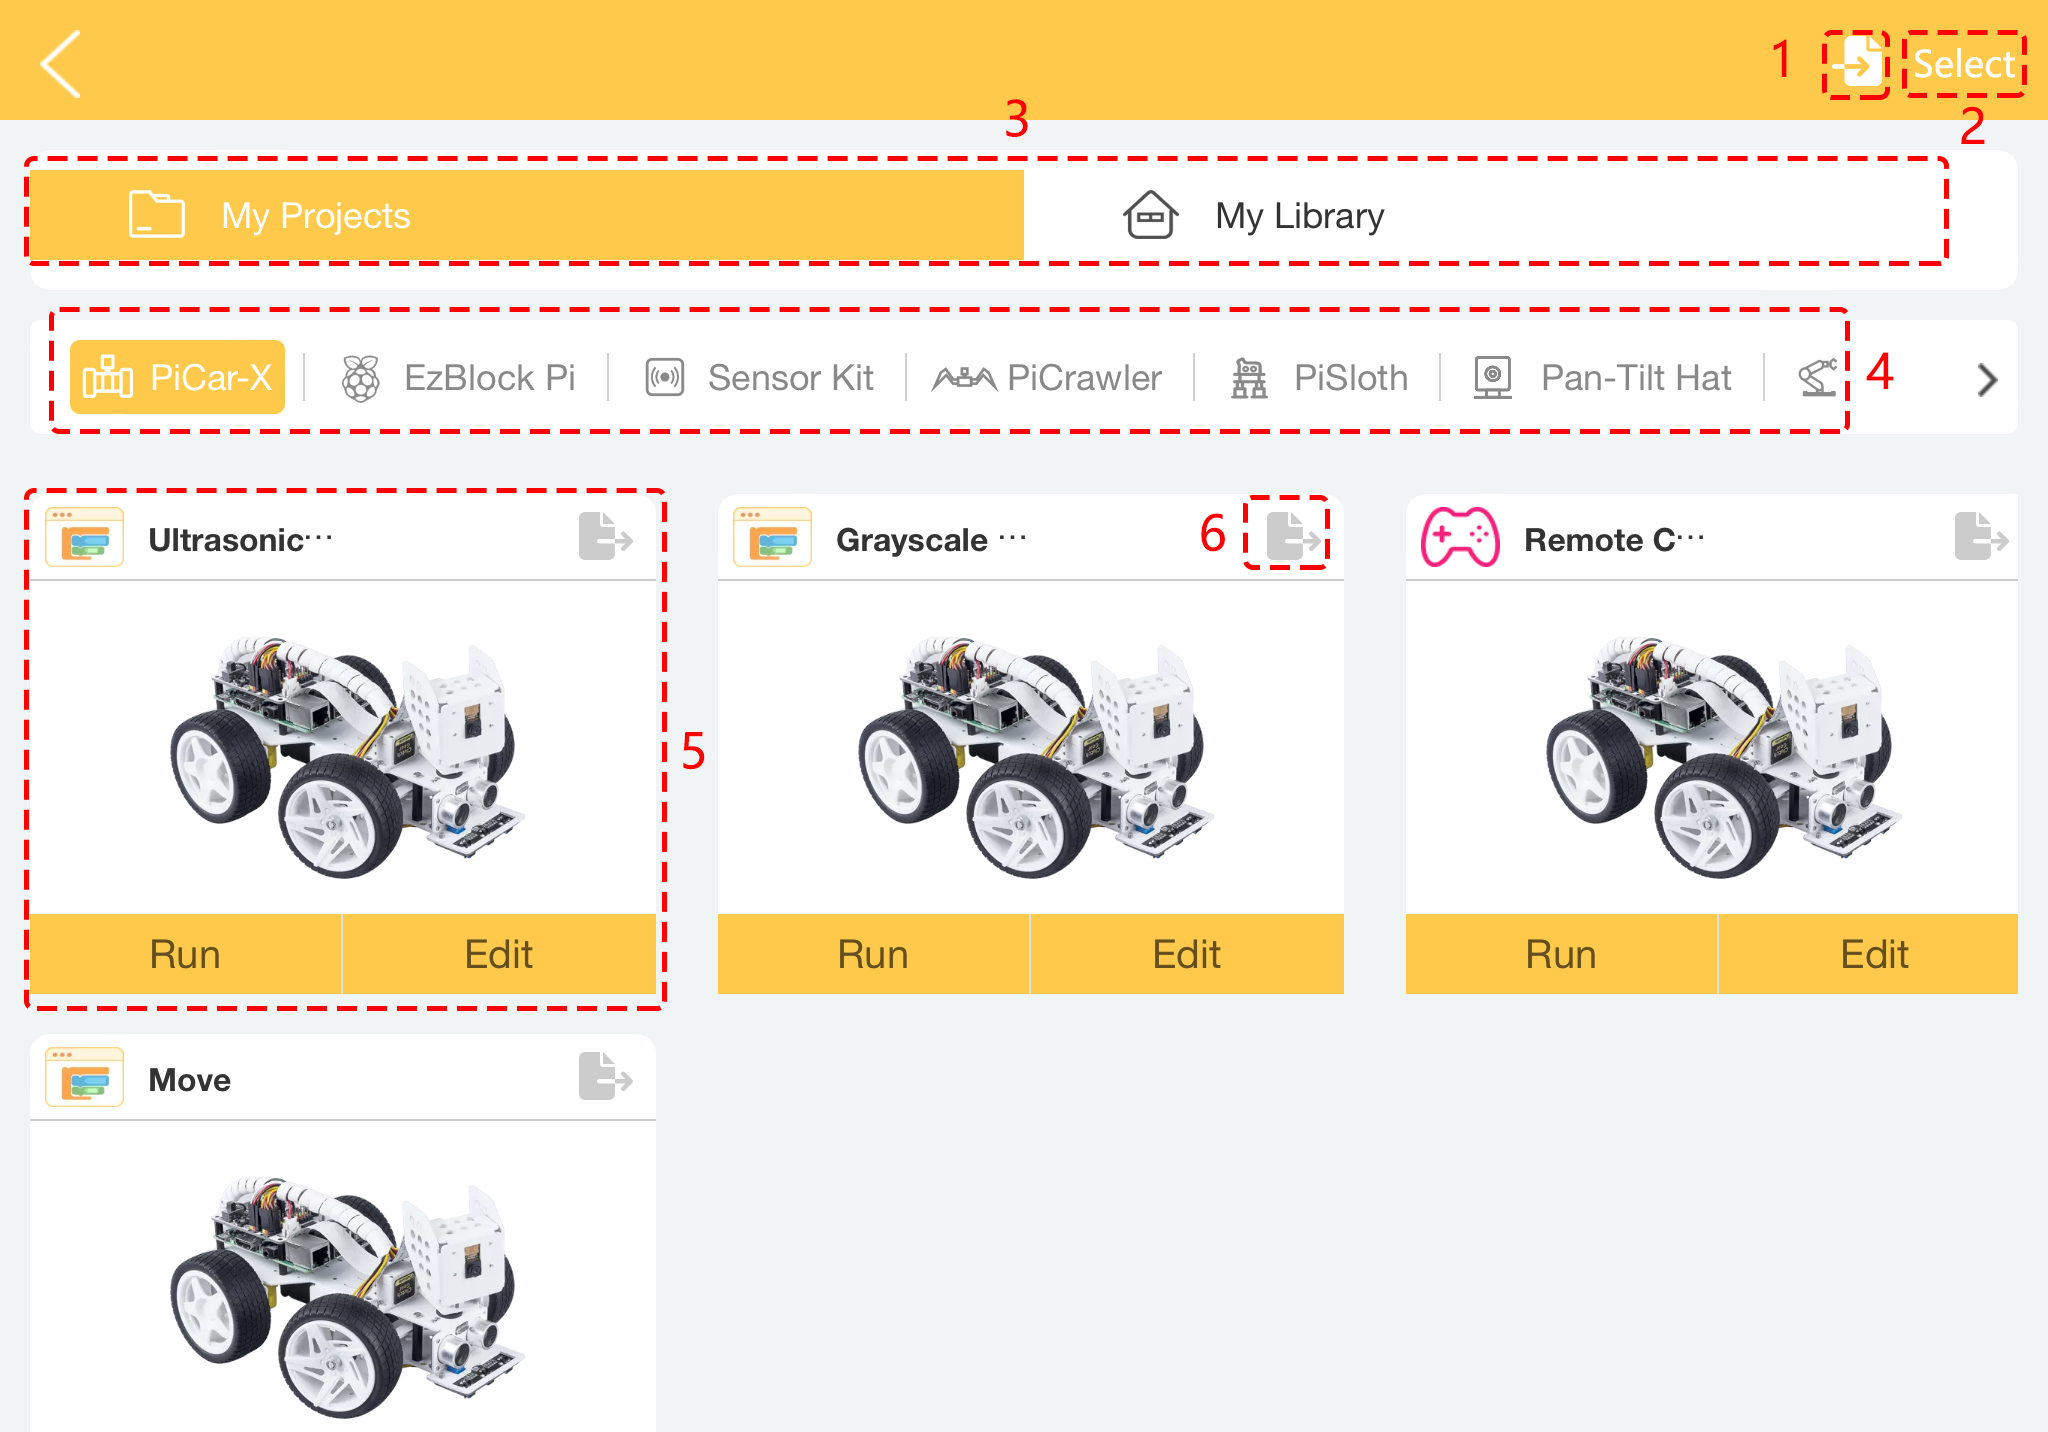 1
Select
2
3
My Projects
My Library
PiCar-X
EzBlock Pi
Sensor Kit
PiCrawler
PiSloth
Pan-Tilt Hat
4
Ultrasonic···
Grayscale ···
6
Remote C···
5
Run
Edit
Run
Edit
Run
Edit
Move